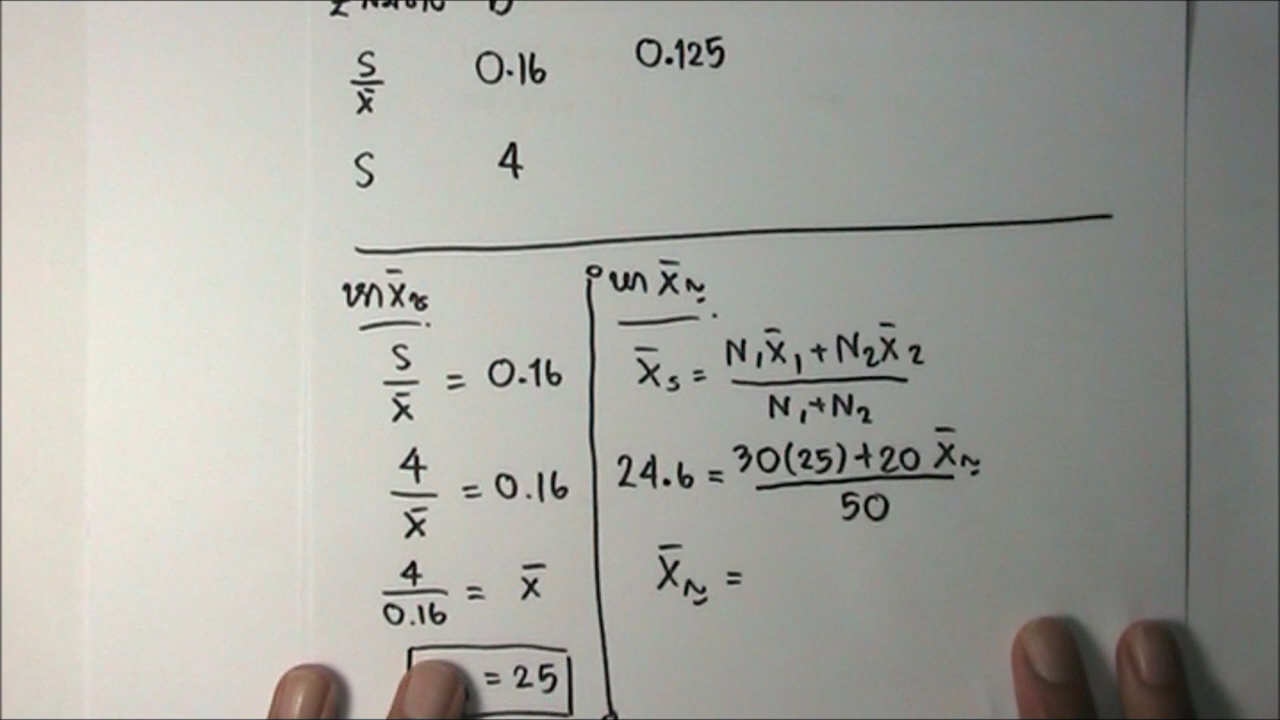 S/x̄ 0.16 0.125
S 4
หา x̄ช
S/x̄ = 0.16
4/x̄ = 0.16
4/0.16 = x̄
= 25
หา x̄ญ
x̄s = (N₁x̄₁ + N₂x̄₂)/(N₁+N₂)
24.6 = (30(25)+20 x̄ญ)/50
x̄ญ =